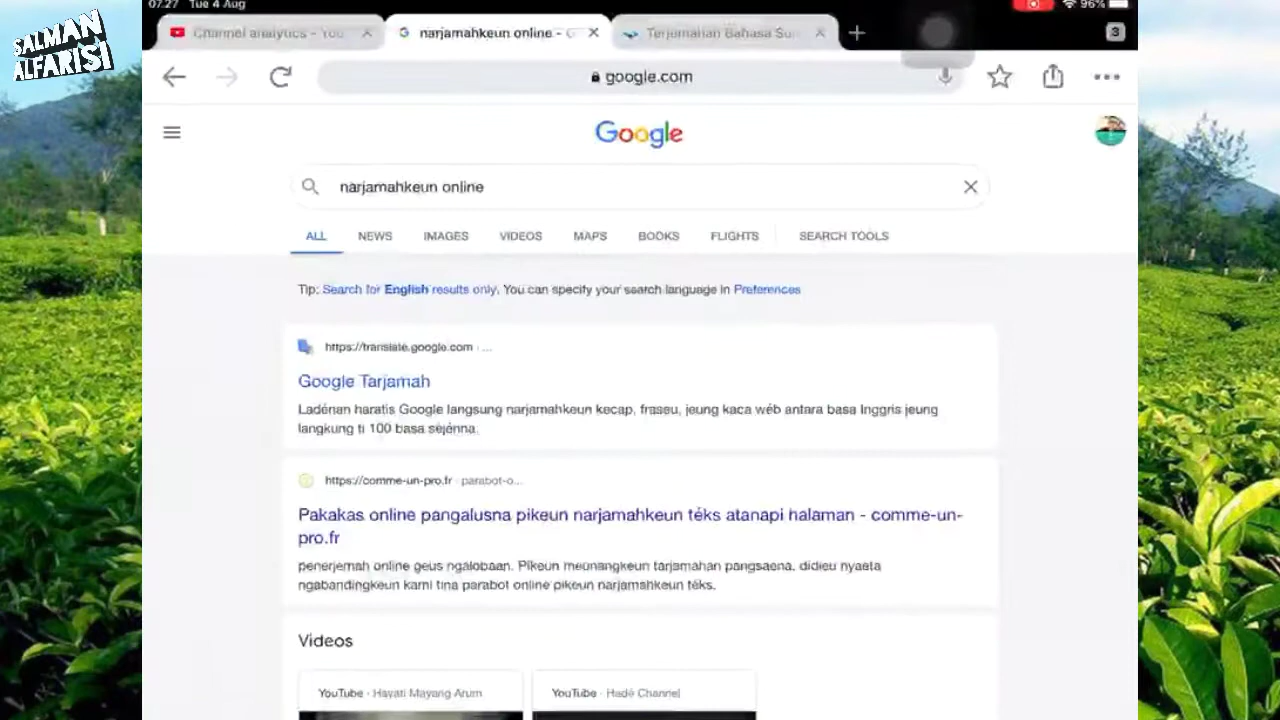 SALMAN
ALFARISI
07.27 Tue 4 Aug
96%
Channel analytics - You
narjamahkeun online - G
Terjemahan Bahasa Sun
3
google.com
Google
narjamahkeun online
ALL NEWS IMAGES VIDEOS MAPS BOOKS FLIGHTS SEARCH TOOLS
Tip: Search for English results only. You can specify your search language in Preferences
https://translate.google.com › ...
Google Tarjamah
Ladénan haratis Google langsung narjamahkeun kecap, fraseu, jeung kaca wéb antara basa Inggris jeung
langkung ti 100 basa séjénna.
https://comme-un-pro.fr › parabot-o...
Pakakas online pangalusna pikeun narjamahkeun téks atanapi halaman - comme-un-
pro.fr
penerjemah online geus ngalobaan. Pikeun meunangkeun tarjamahan pangsaena, didieu nyaeta
ngabandingkeun kami tina parabot online pikeun narjamahkeun téks.
Videos
YouTube · Hayati Mayang Arum
YouTube · Hadé Channel